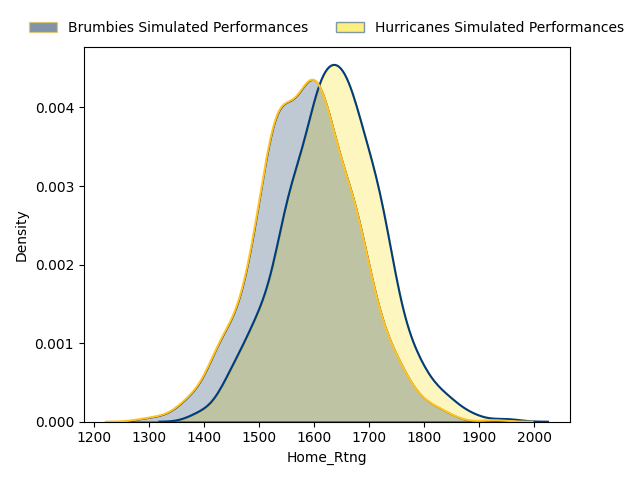 Brumbies Simulated Performances Hurricanes Simulated Performances
0.004
0.003
0.002
0.001
0.000
Density
1200 1300 1400 1500 1600 1700 1800 1900 2000
Home_Rtng